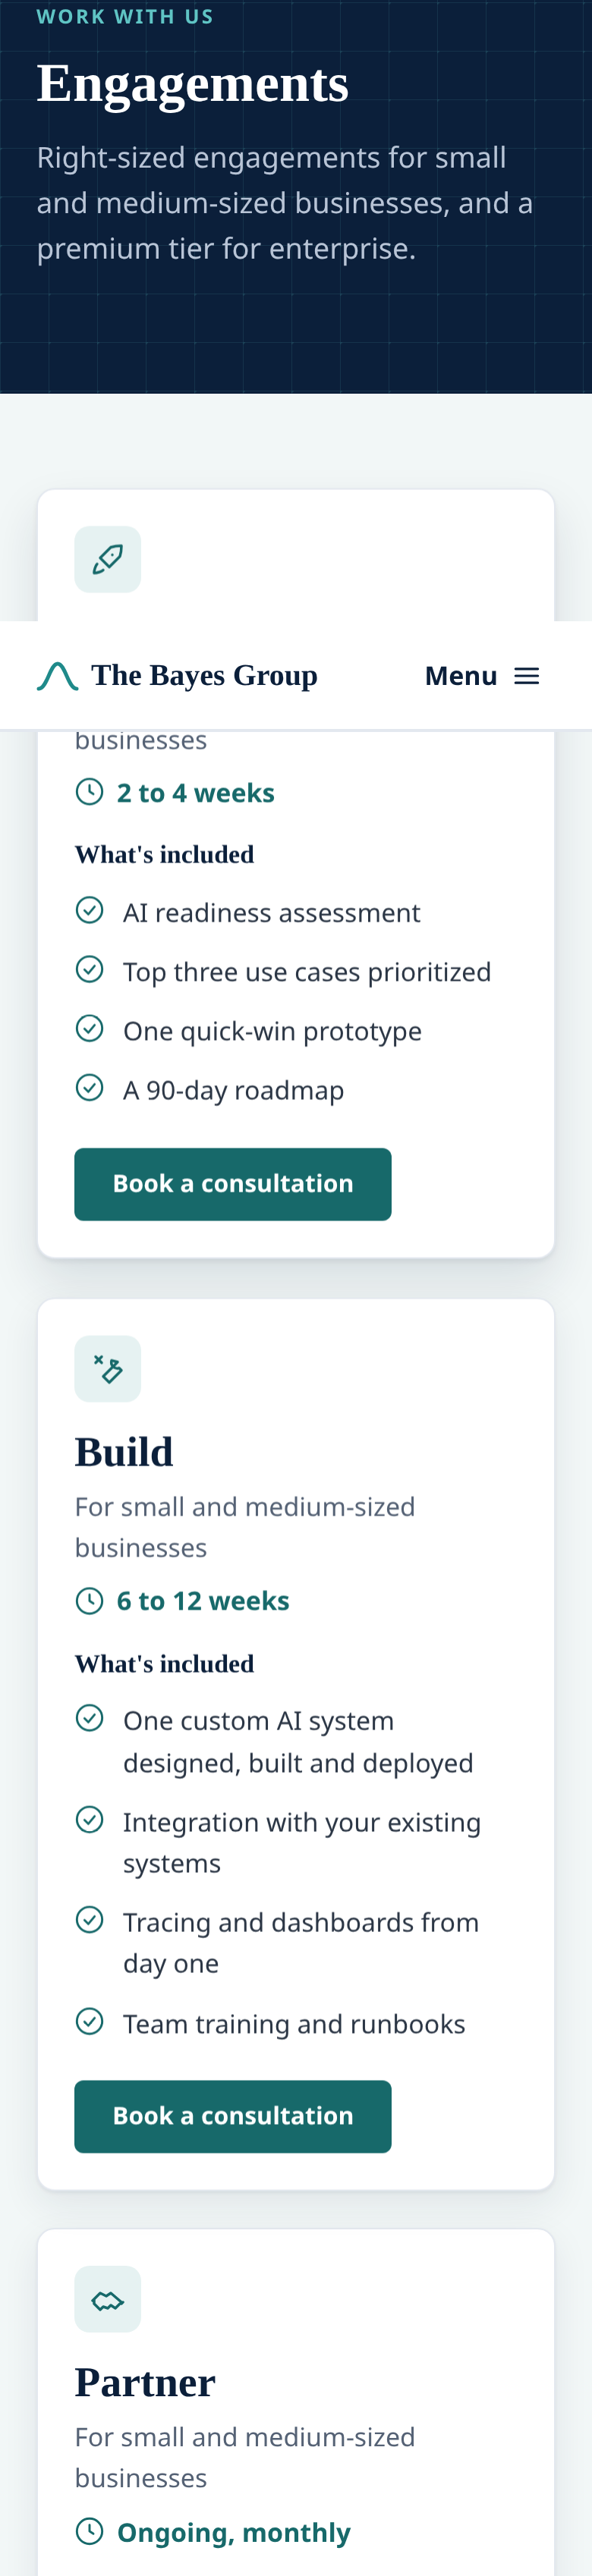 WORK WITH US
Engagements
Right-sized engagements for small
and medium-sized businesses, and a
premium tier for enterprise.
The Bayes Group
Menu
businesses
2 to 4 weeks
What's included
AI readiness assessment
Top three use cases prioritized
One quick-win prototype
A 90-day roadmap
Book a consultation
Build
For small and medium-sized
businesses
6 to 12 weeks
What's included
One custom AI system
designed, built and deployed
Integration with your existing
systems
Tracing and dashboards from
day one
Team training and runbooks
Book a consultation
Partner
For small and medium-sized
businesses
Ongoing, monthly